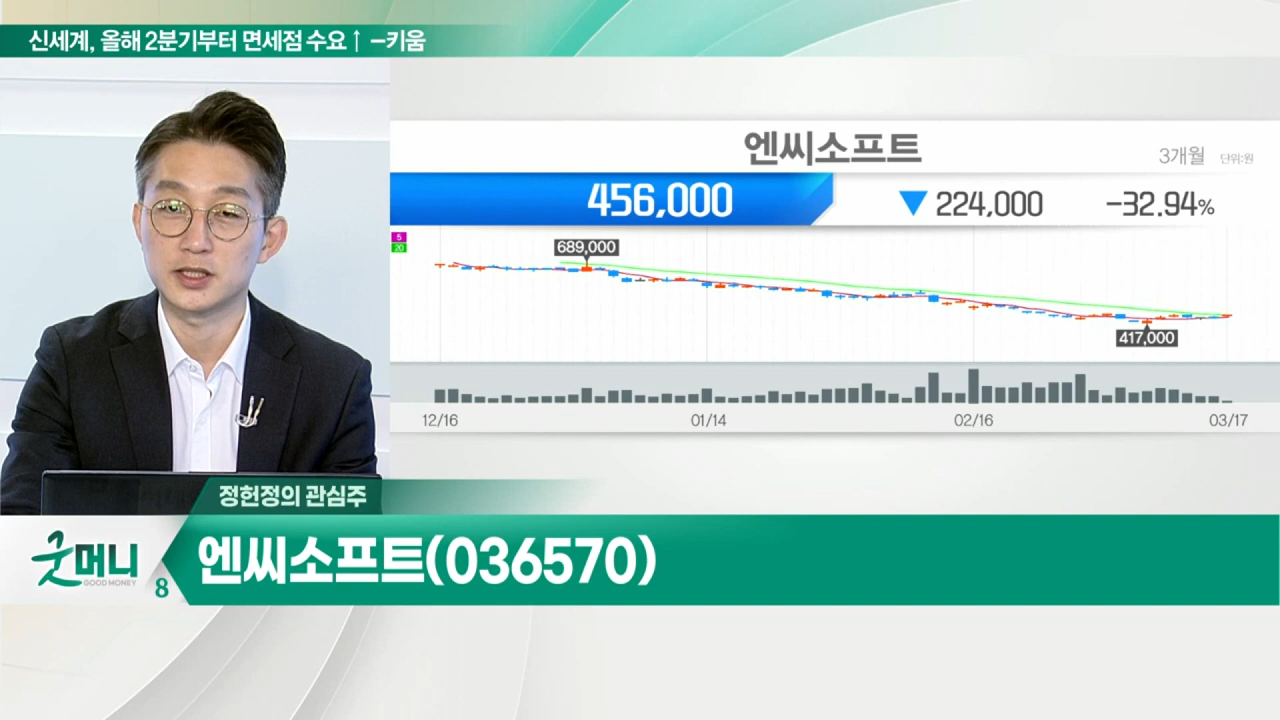 신세계, 올해 2분기부터 면세점 수요↑ -키움
엔씨소프트
3개월 단위:원
456,000 ▼ 224,000 -32.94%
5
20
689,000
417,000
12/16 01/14 02/16 03/17
정헌정의 관심주
굿머니
GOOD MONEY
8
엔씨소프트(036570)